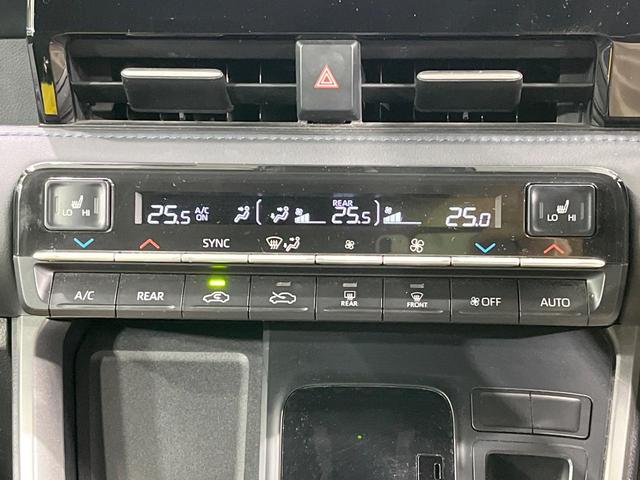 LO HI
25.5 A/C ON
REAR 25.5
25.0
LO HI
SYNC
A/C REAR REAR FRONT OFF AUTO